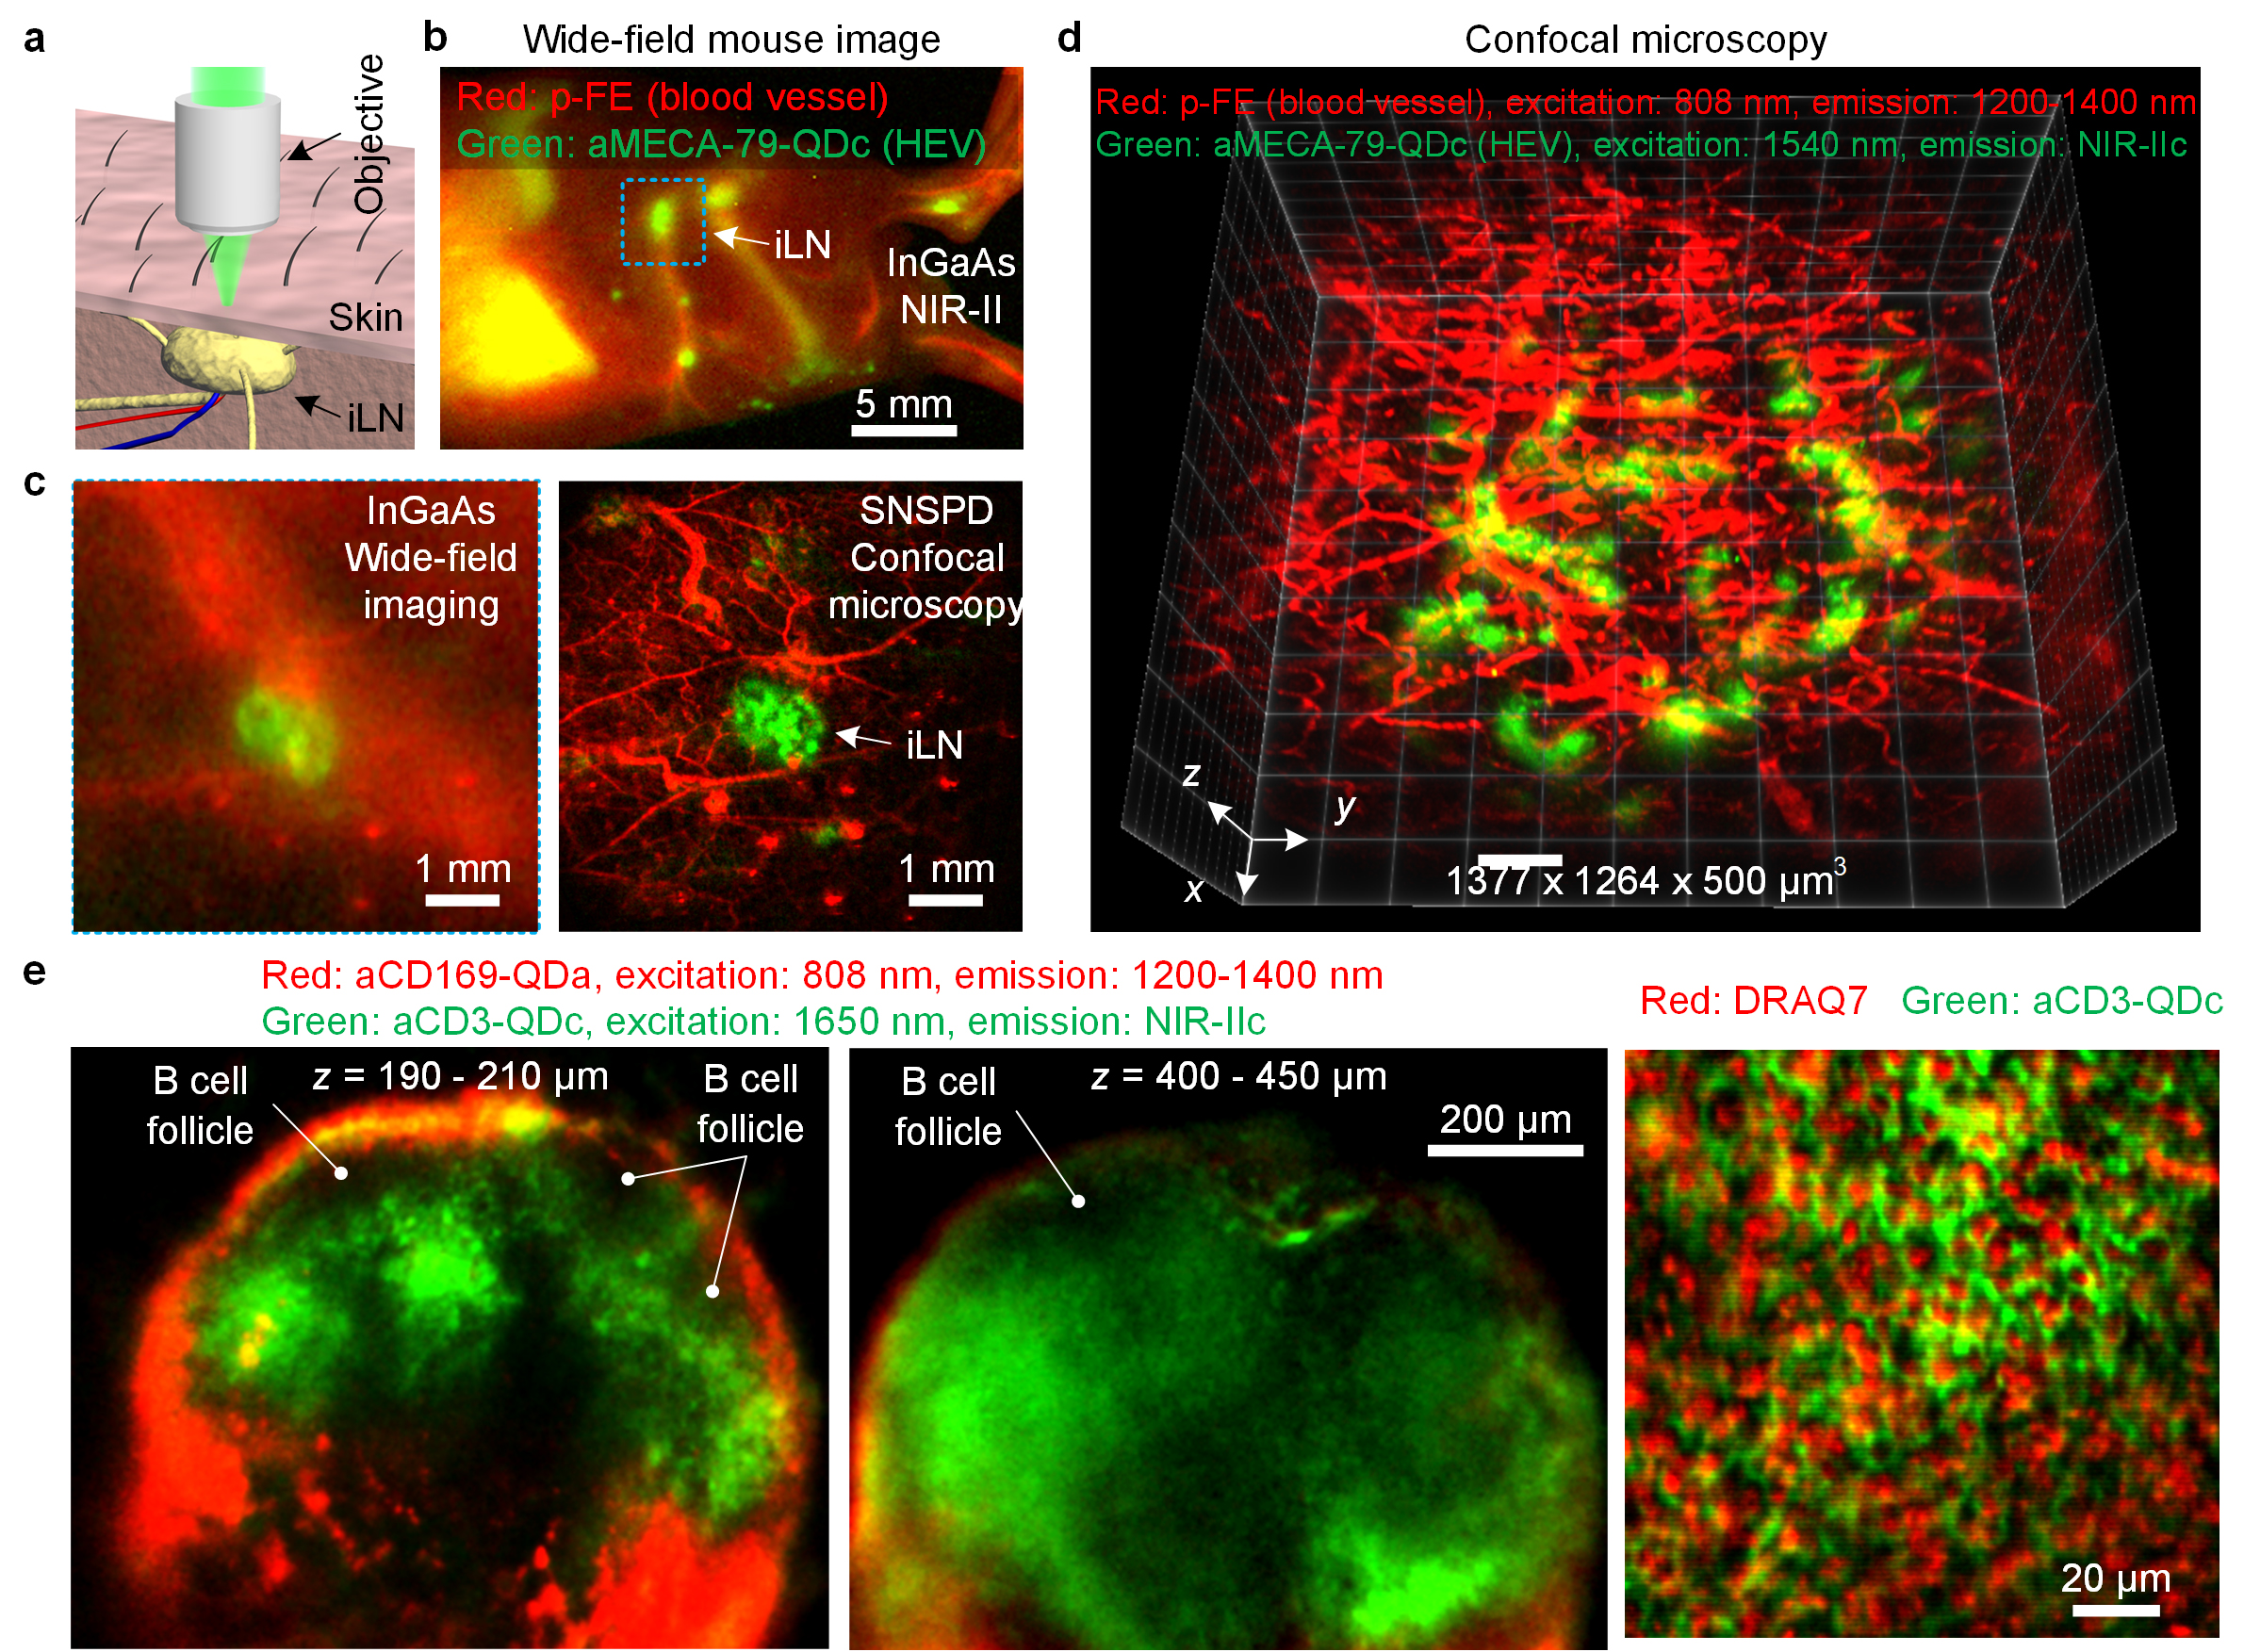 a
Objective
Skin
iLN
b
Wide-field mouse image
Red: p-FE (blood vessel)
Green: aMECA-79-QDc (HEV)
iLN
InGaAs
NIR-II
5 mm
c
InGaAs
Wide-field
imaging
1 mm
SNSPD
Confocal
microscopy
iLN
1 mm
d
Confocal microscopy
Red: p-FE (blood vessel), excitation: 808 nm, emission: 1200-1400 nm
Green: aMECA-79-QDc (HEV), excitation: 1540 nm, emission: NIR-IIc
z
y
x
1377 x 1264 x 500 µm³
e
Red: aCD169-QDa, excitation: 808 nm, emission: 1200-1400 nm
Green: aCD3-QDc, excitation: 1650 nm, emission: NIR-IIc
B cell
follicle
z = 190 - 210 µm
B cell
follicle
B cell
follicle
z = 400 - 450 µm
200 µm
Red: DRAQ7 Green: aCD3-QDc
20 µm